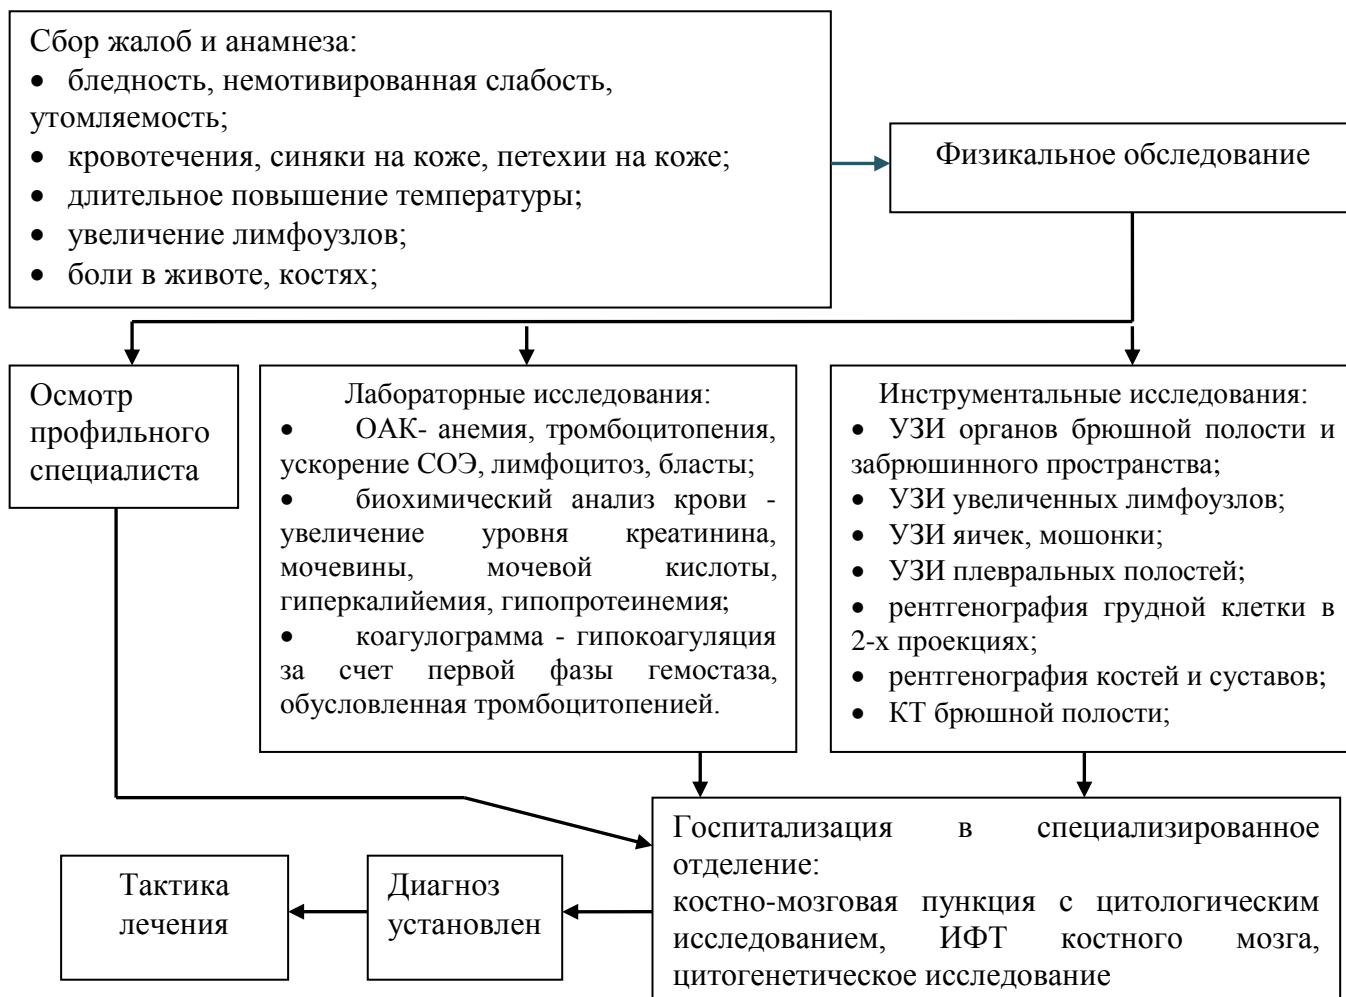 Сбор жалоб и анамнеза:
• бледность, немотивированная слабость,
утомляемость;
• кровотечения, синяки на коже, петехии на коже;
• длительное повышение температуры;
• увеличение лимфоузлов;
• боли в животе, костях;
Физикальное обследование
Осмотр
профильного
специалиста
Лабораторные исследования:
• ОАК- анемия, тромбоцитопения,
ускорение СОЭ, лимфоцитоз, бласты;
• биохимический анализ крови -
увеличение уровня креатинина,
мочевины, мочевой кислоты,
гиперкалийемия, гипопротеинемия;
• коагулограмма - гипокоагуляция
за счет первой фазы гемостаза,
обусловленная тромбоцитопенией.
Инструментальные исследования:
• УЗИ органов брюшной полости и
забрюшинного пространства;
• УЗИ увеличенных лимфоузлов;
• УЗИ яичек, мошонки;
• УЗИ плевральных полостей;
• рентгенография грудной клетки в
2-х проекциях;
• рентгенография костей и суставов;
• КТ брюшной полости;
Госпитализация в специализированное
отделение:
костно-мозговая пункция с цитологическим
исследованием, ИФТ костного мозга,
цитогенетическое исследование
Диагноз
установлен
Тактика
лечения